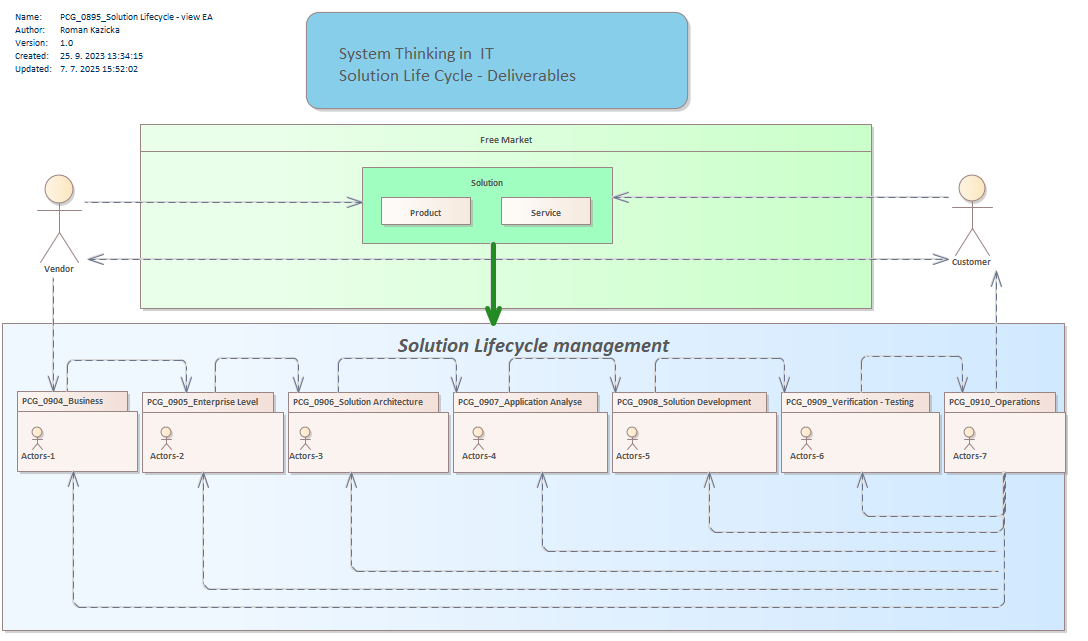 Name: PCG_0895_Solution Lifecycle - view EA
Author: Roman Kazicka
Version: 1.0
Created: 25. 9. 2023 13:34:15
Updated: 7. 7. 2025 15:52:02
System Thinking in IT
Solution Life Cycle - Deliverables
Free Market
Solution
Product
Service
Vendor
Customer
Solution Lifecycle management
PCG_0904_Business
PCG_0905_Enterprise Level
PCG_0906_Solution Architecture
PCG_0907_Application Analyse
PCG_0908_Solution Development
PCG_0909_Verification - Testing
PCG_0910_Operations
Actors-1
Actors-2
Actors-3
Actors-4
Actors-5
Actors-6
Actors-7